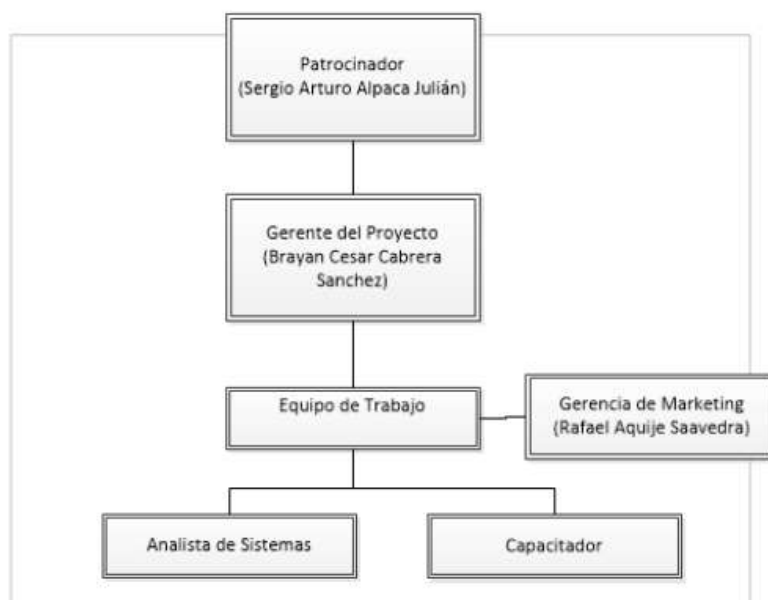 Patrocinador
(Sergio Arturo Alpaca Julián)
Gerente del Proyecto
(Brayan Cesar Cabrera
Sanchez)
Equipo de Trabajo
Gerencia de Marketing
(Rafael Aquije Saavedra)
Analista de Sistemas
Capacitador